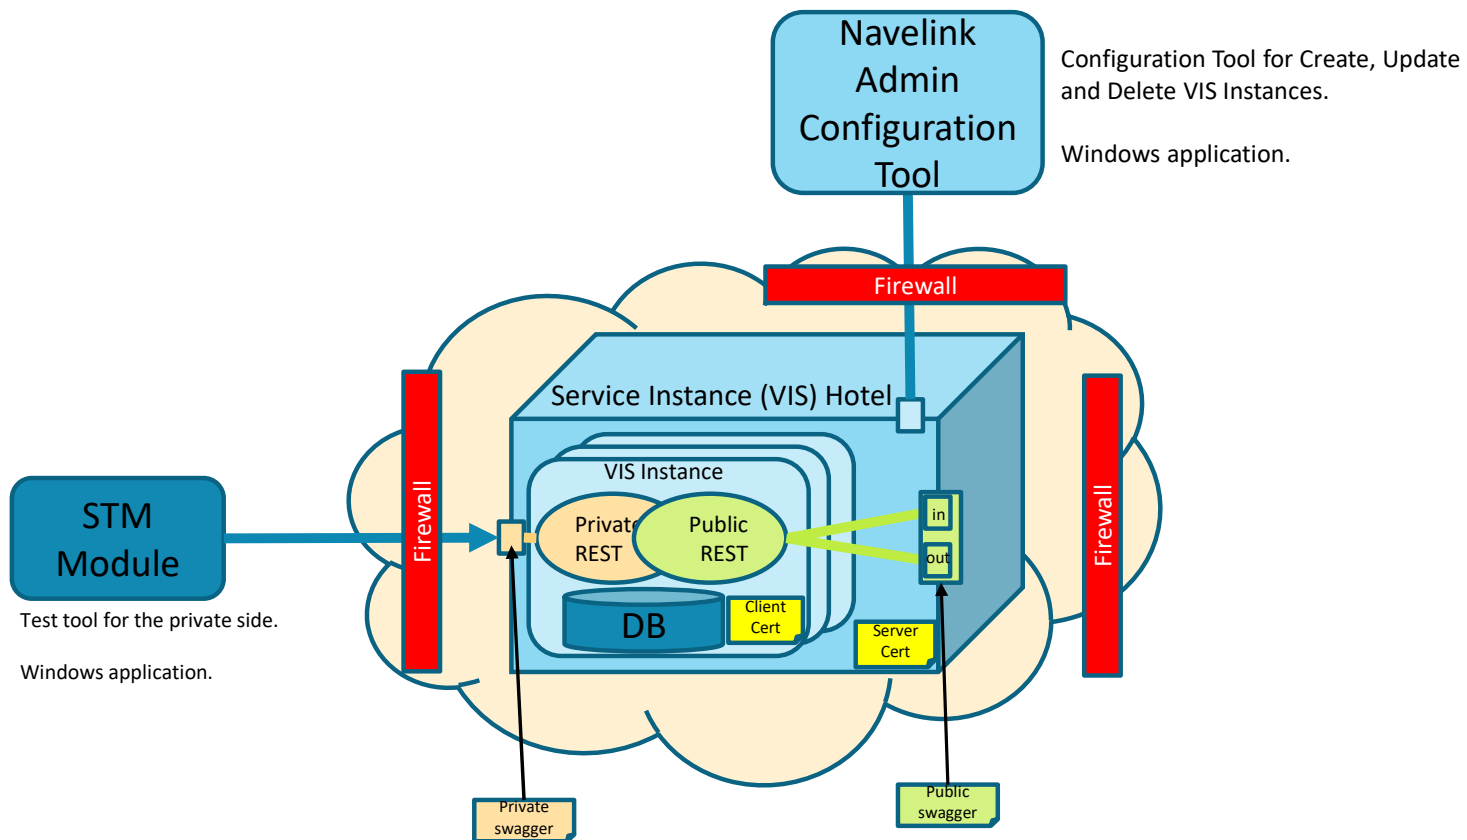 Navelink
Admin
Configuration
Tool
Configuration Tool for Create, Update
and Delete VIS Instances.
Windows application.
Firewall
Service Instance (VIS) Hotel
Firewall
VIS Instance
Private
REST
Public
REST
in
out
Firewall
STM
Module
DB
Client
Cert
Server
Cert
Test tool for the private side.
Windows application.
Private
swagger
Public
swagger